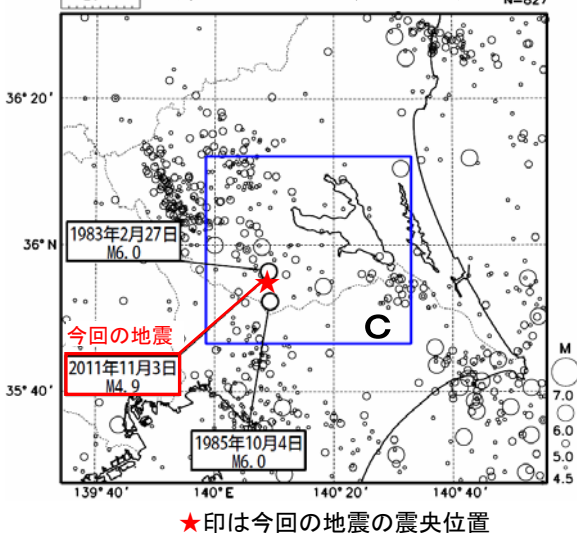 N=827
36°20'
1983年2月27日
M6.0
36°N
今回の地震
2011年11月3日
M4.9
C
35°40'
1985年10月4日
M6.0
M
7.0
6.0
5.0
4.5
139°40'
140°E
140°20'
140°40'
★印は今回の地震の震央位置